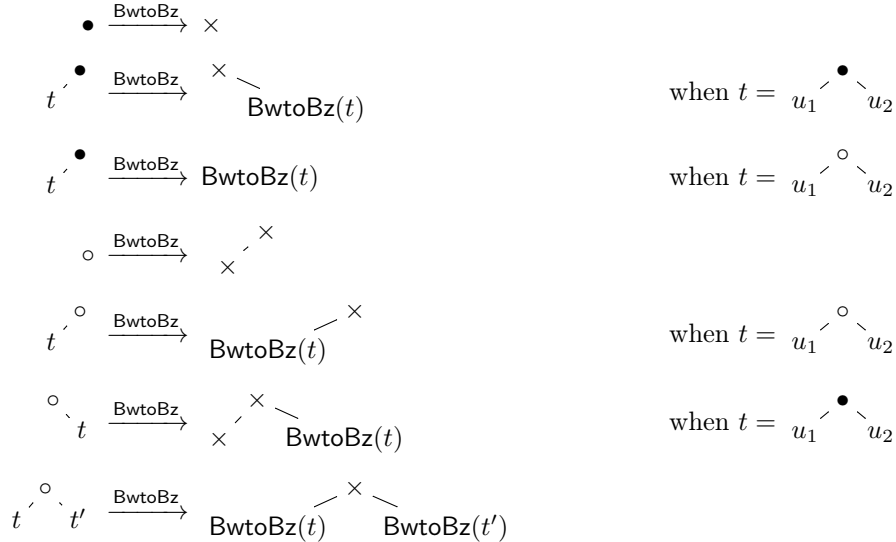 ● BwtoBz → ×
t ● BwtoBz → × BwtoBz(t) when t = ● u₁ u₂
t ● BwtoBz → BwtoBz(t) when t = ○ u₁ u₂
○ BwtoBz → × ×
t ○ BwtoBz → BwtoBz(t) × when t = ○ u₁ u₂
○ t BwtoBz → × × BwtoBz(t) when t = ● u₁ u₂
t ○ t′ BwtoBz → BwtoBz(t) × BwtoBz(t′)